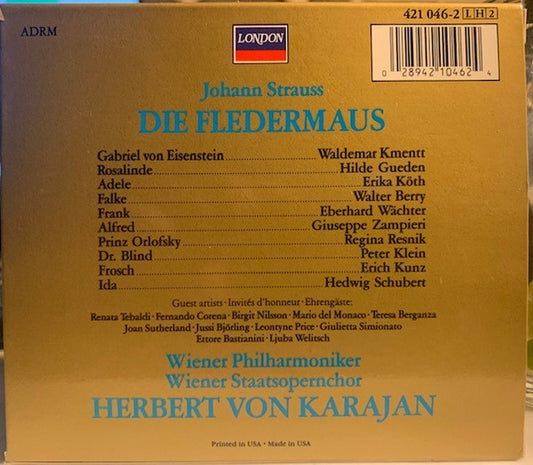 ADRM
LONDON
421 046-2 LH2
0 28942 10462 4
Johann Strauss
DIE FLEDERMAUS
Gabriel von Eisenstein Waldemar Kmentt
Rosalinde Hilde Gueden
Adele Erika Köth
Falke Walter Berry
Frank Eberhard Wächter
Alfred Giuseppe Zampieri
Prinz Orlofsky Regina Resnik
Dr. Blind Peter Klein
Frosch Erich Kunz
Ida Hedwig Schubert
Guest artists · Invités d'honneur · Ehrengäste:
Renata Tebaldi · Fernando Corena · Birgit Nilsson · Mario del Monaco · Teresa Berganza
Joan Sutherland · Jussi Björling · Leontyne Price · Giulietta Simionato
Ettore Bastianini · Ljuba Welitsch
Wiener Philharmoniker
Wiener Staatsopernchor
HERBERT VON KARAJAN
Printed in USA · Made in USA